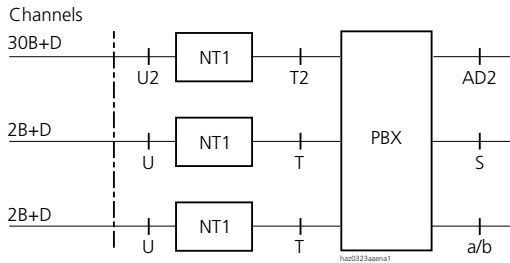 Channels
30B+D
NT1
U2
T2
AD2
PBX
2B+D
NT1
U
T
S
2B+D
NT1
U
T
a/b
haz0323aaena1